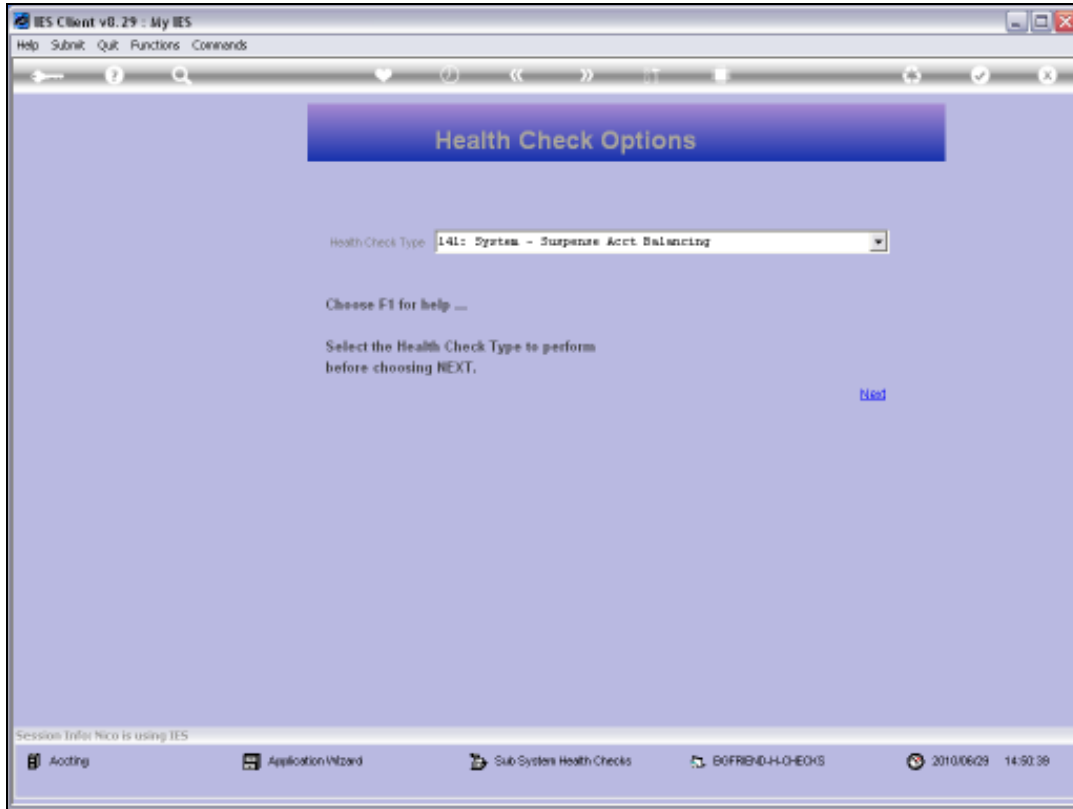 IES Client v8.29 : My IES
Help Submit Quit Functions Commands
Health Check Options
Health Check Type 141: System - Suspense Acct Balancing
Choose F1 for help ...
Select the Health Check Type to perform
before choosing NEXT.
Next
Session Info: Nico is using IES
Accting Application Wizard Sub System Health Checks BGFRIEND-H-CHECKS 2010/06/29 14:50:39